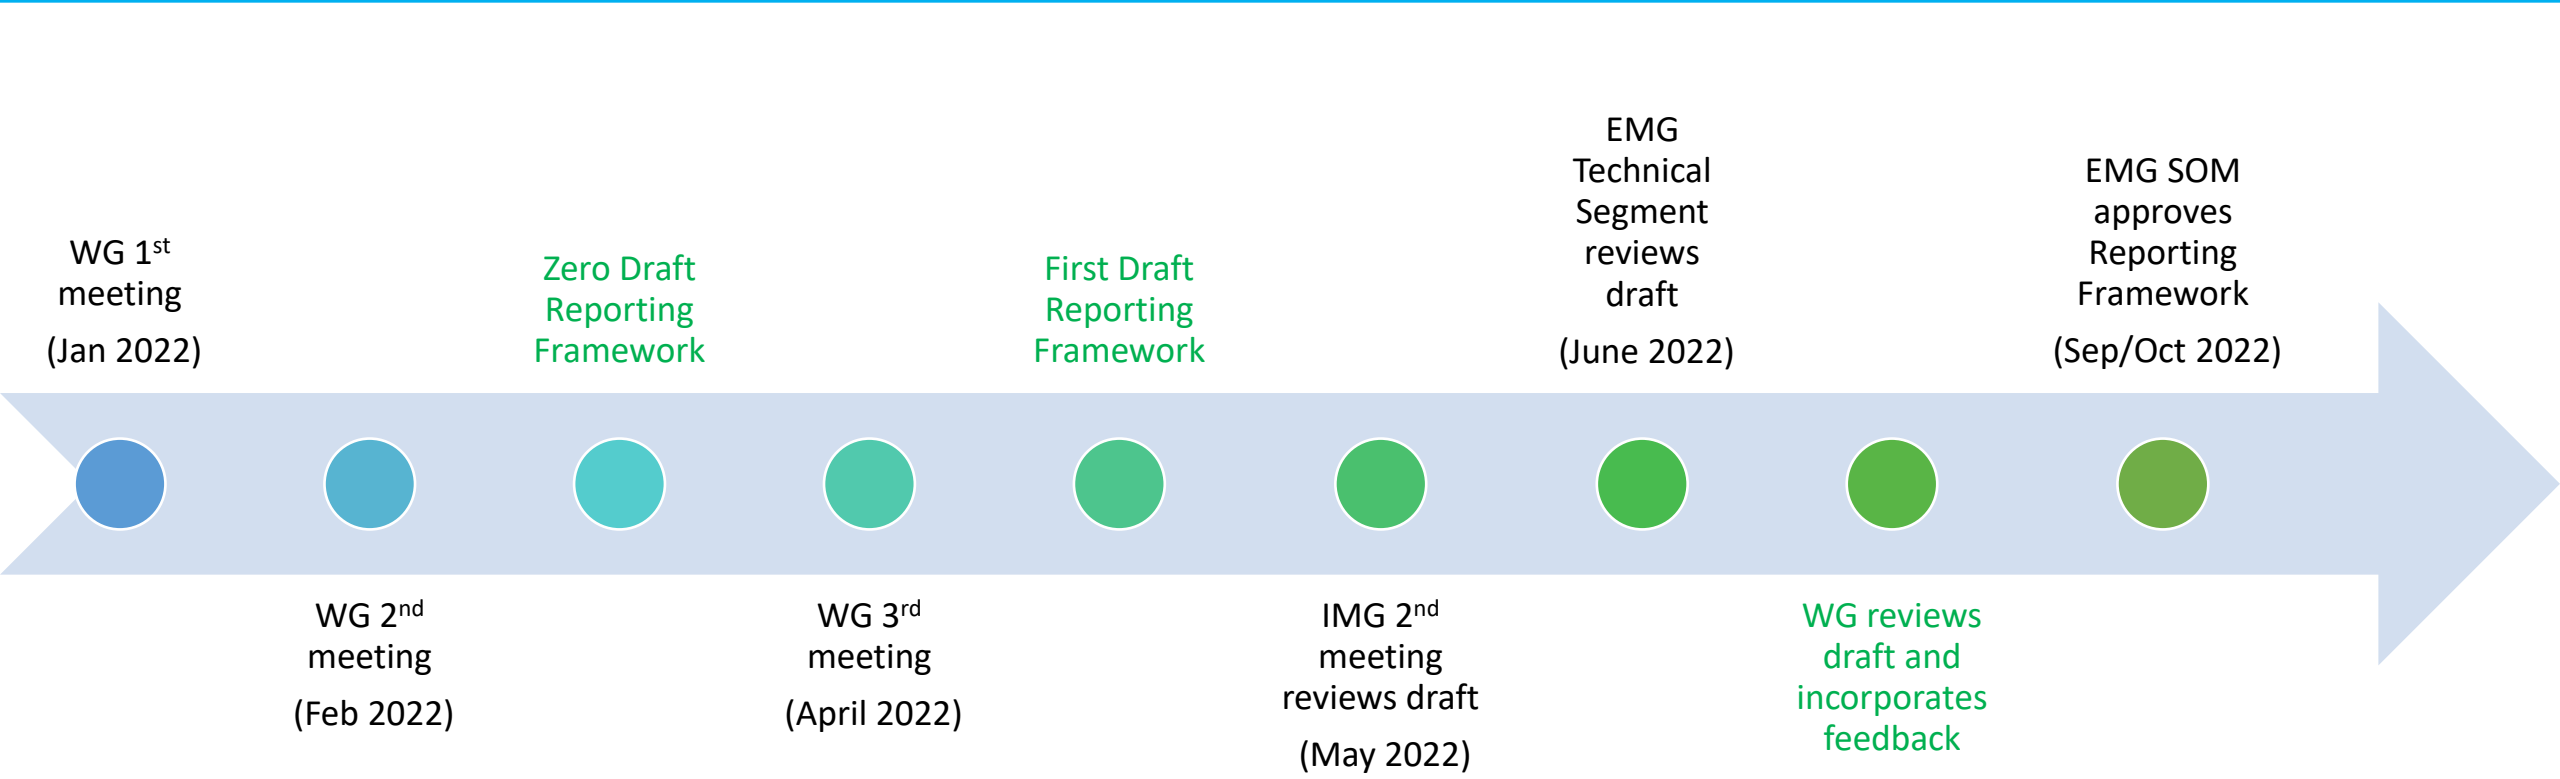 WG 1st
meeting
(Jan 2022)
WG 2nd
meeting
(Feb 2022)
Zero Draft
Reporting
Framework
WG 3rd
meeting
(April 2022)
First Draft
Reporting
Framework
IMG 2nd
meeting
reviews draft
(May 2022)
EMG
Technical
Segment
reviews
draft
(June 2022)
WG reviews
draft and
incorporates
feedback
EMG SOM
approves
Reporting
Framework
(Sep/Oct 2022)